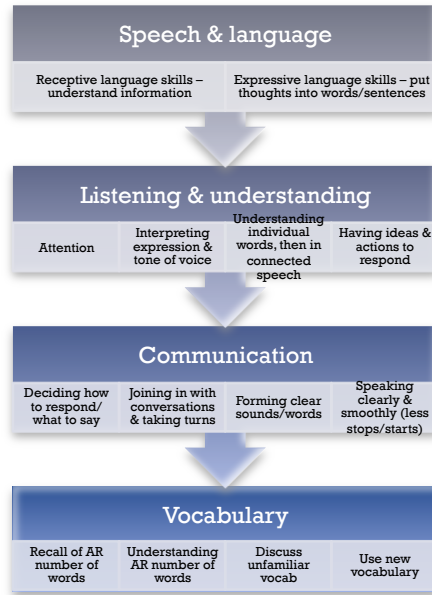 Speech & language
Receptive language skills –
understand information
Expressive language skills – put
thoughts into words/sentences
Listening & understanding
Attention
Interpreting
expression &
tone of voice
Understanding
individual
words, then in
connected
speech
Having ideas &
actions to
respond
Communication
Deciding how
to respond/
what to say
Joining in with
conversations
& taking turns
Forming clear
sounds/words
Speaking
clearly &
smoothly (less
stops/starts)
Vocabulary
Recall of AR
number of
words
Understanding
AR number of
words
Discuss
unfamiliar
vocab
Use new
vocabulary